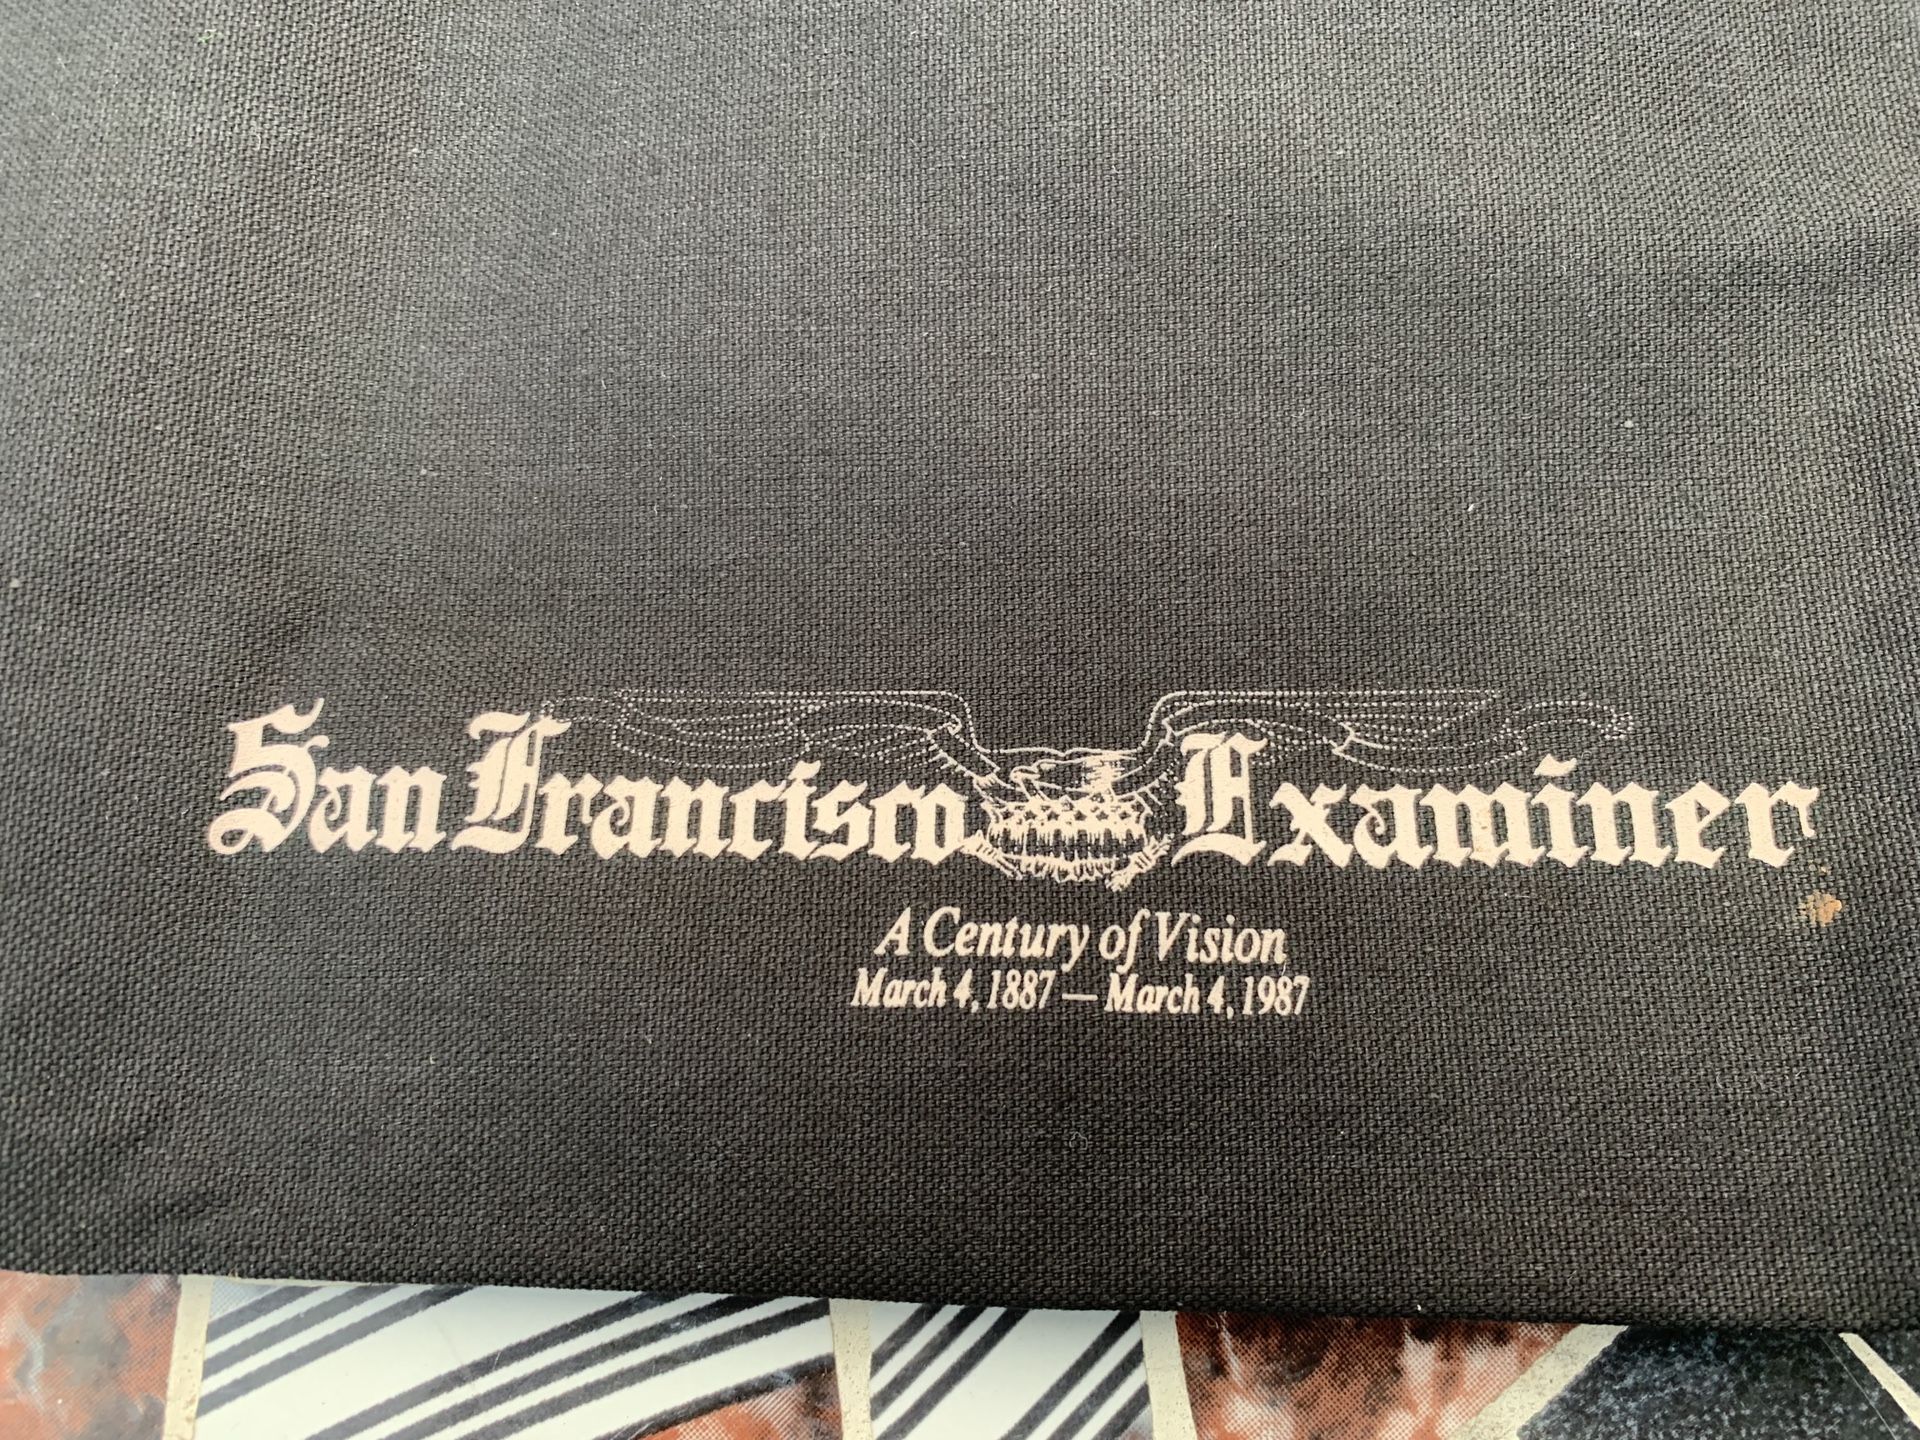 San Francisco Examiner
A Century of Vision
March 4, 1887 — March 4, 1987